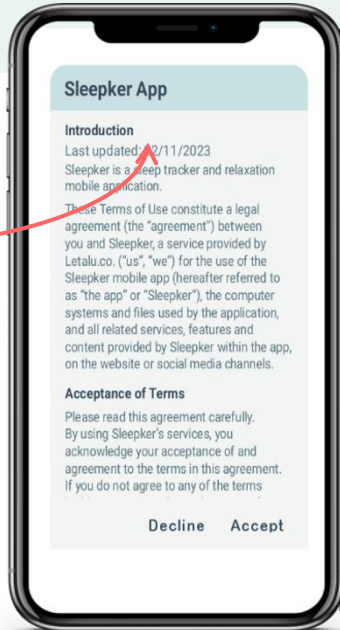 Sleepker App
Introduction
Last updated: 2/11/2023
Sleepker is a sleep tracker and relaxation
mobile application.
These Terms of Use constitute a legal
agreement (the “agreement”) between
you and Sleepker, a service provided by
Letalu.co. (“us”, “we”) for the use of the
Sleepker mobile app (hereafter referred to
as “the app” or “Sleepker”), the computer
systems and files used by the application,
and all related services, features and
content provided by Sleepker within the app,
on the website or social media channels.
Acceptance of Terms
Please read this agreement carefully.
By using Sleepker’s services, you
acknowledge your acceptance of and
agreement to the terms in this agreement.
If you do not agree to any of the terms
Decline Accept